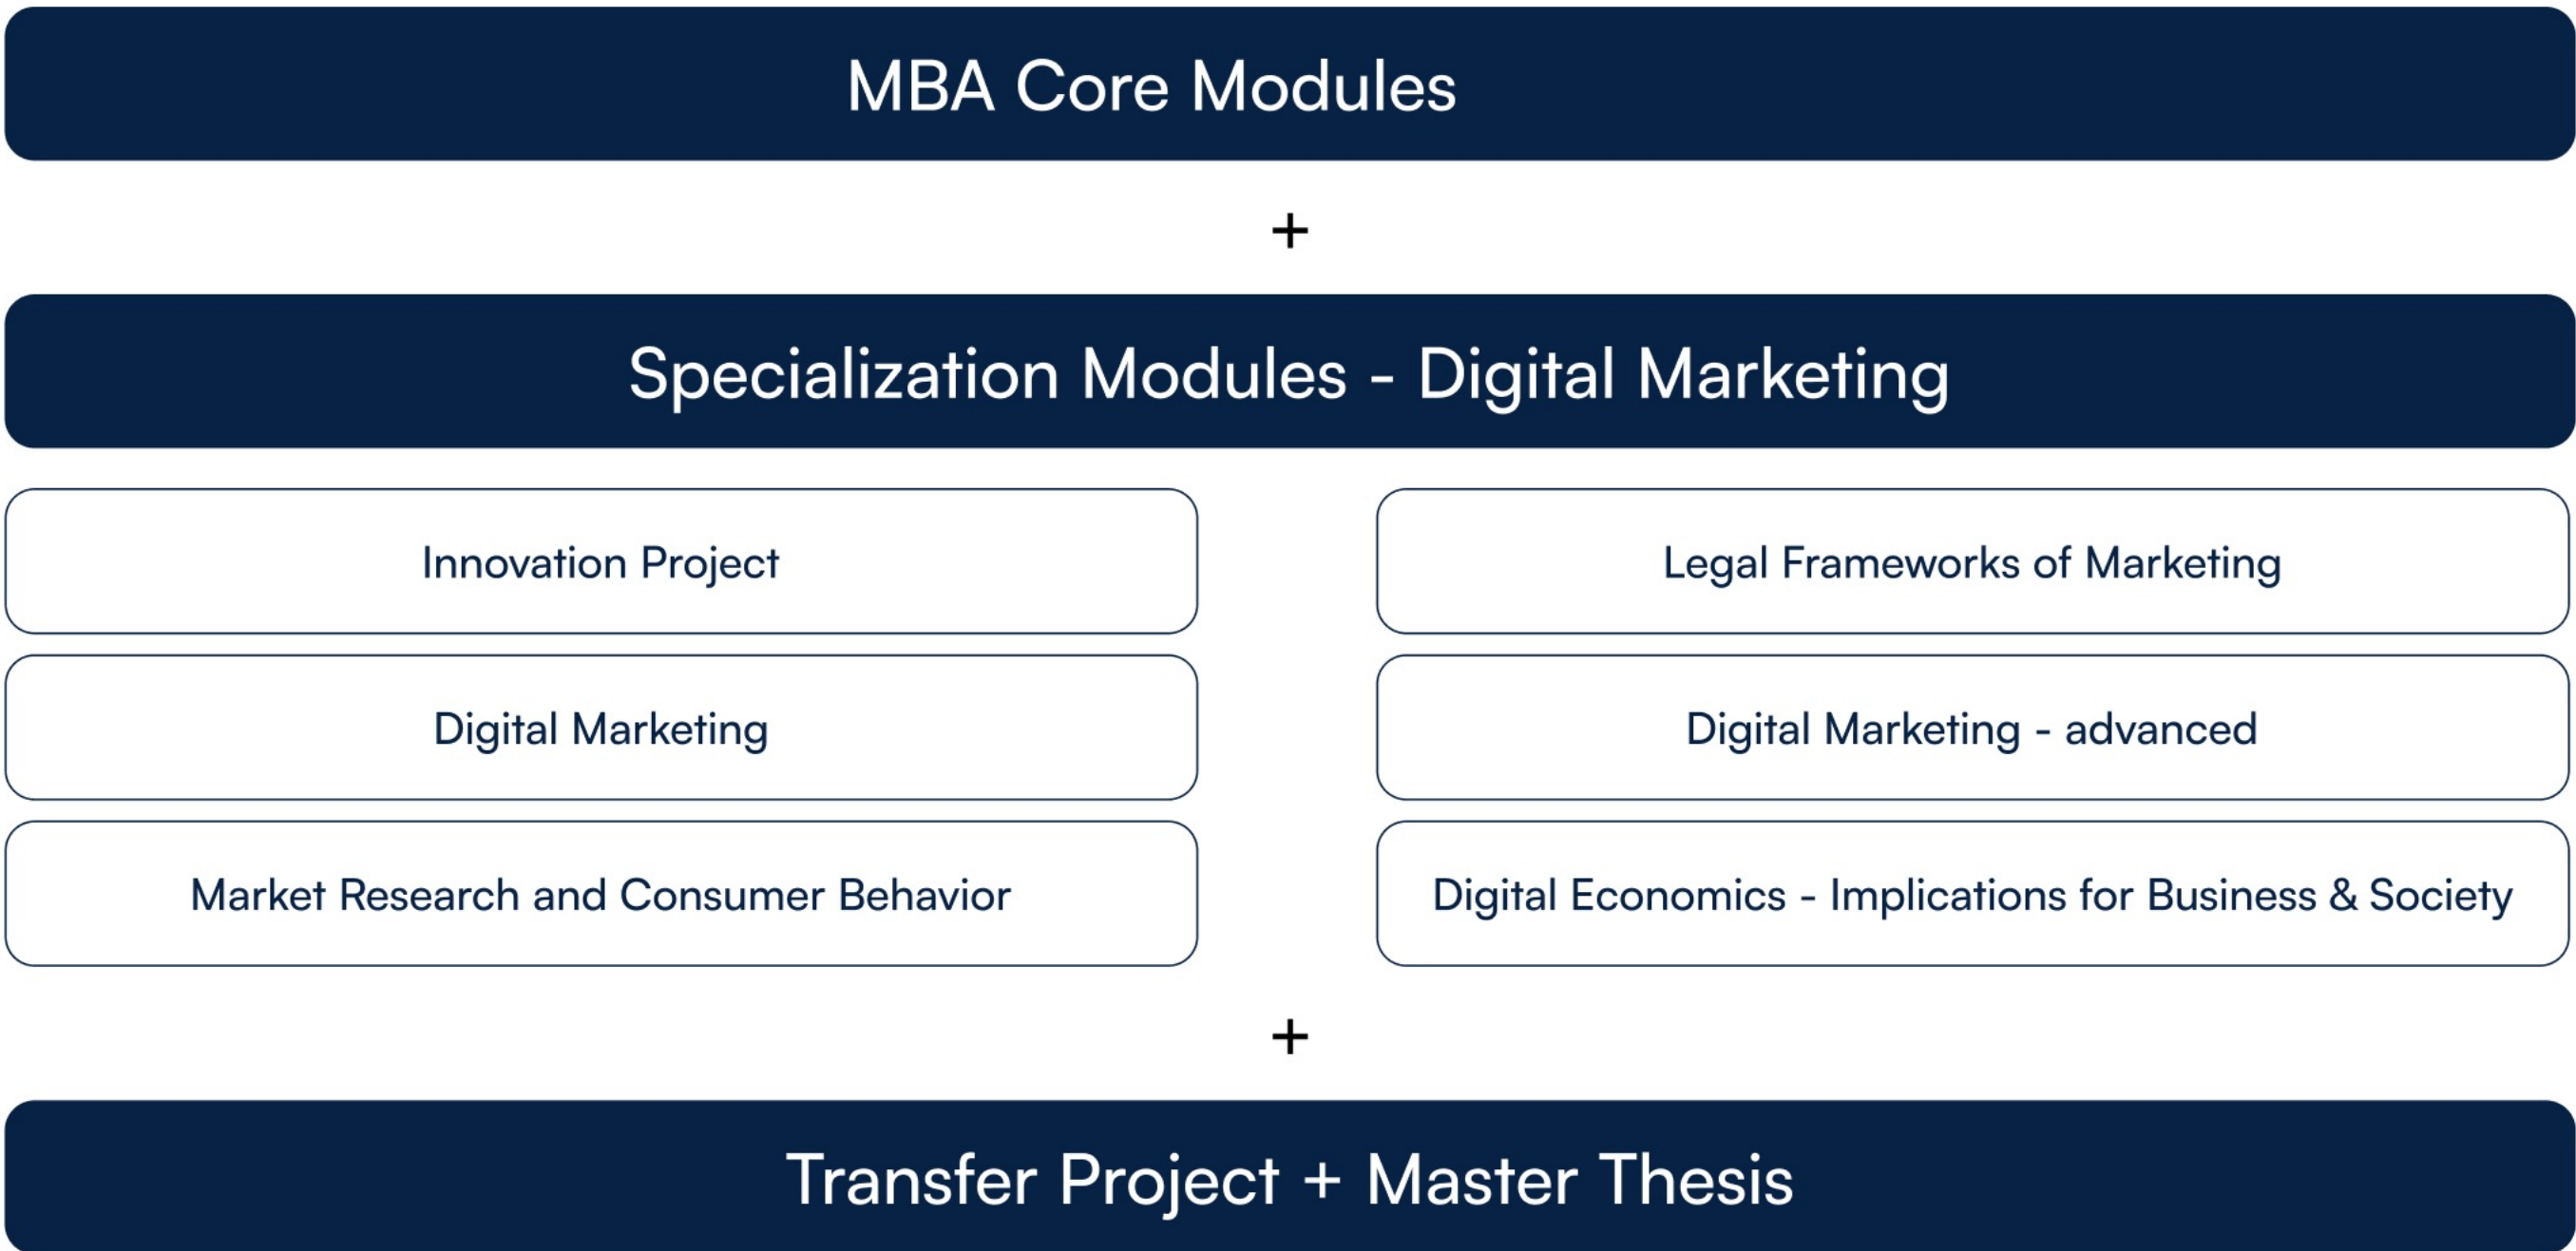 MBA Core Modules
+
Specialization Modules - Digital Marketing
Innovation Project
Legal Frameworks of Marketing
Digital Marketing
Digital Marketing - advanced
Market Research and Consumer Behavior
Digital Economics - Implications for Business & Society
+
Transfer Project + Master Thesis